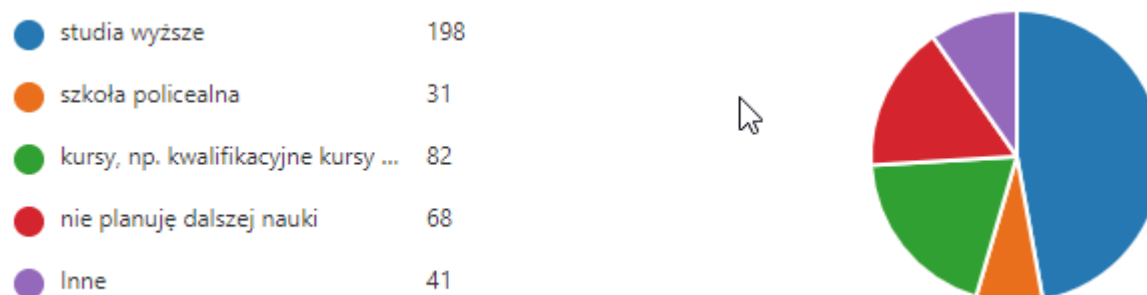 studia wyższe 198
szkoła policealna 31
kursy, np. kwalifikacyjne kursy ... 82
nie planuję dalszej nauki 68
Inne 41